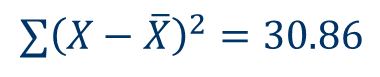 ∑(X − X̄)² = 30.86